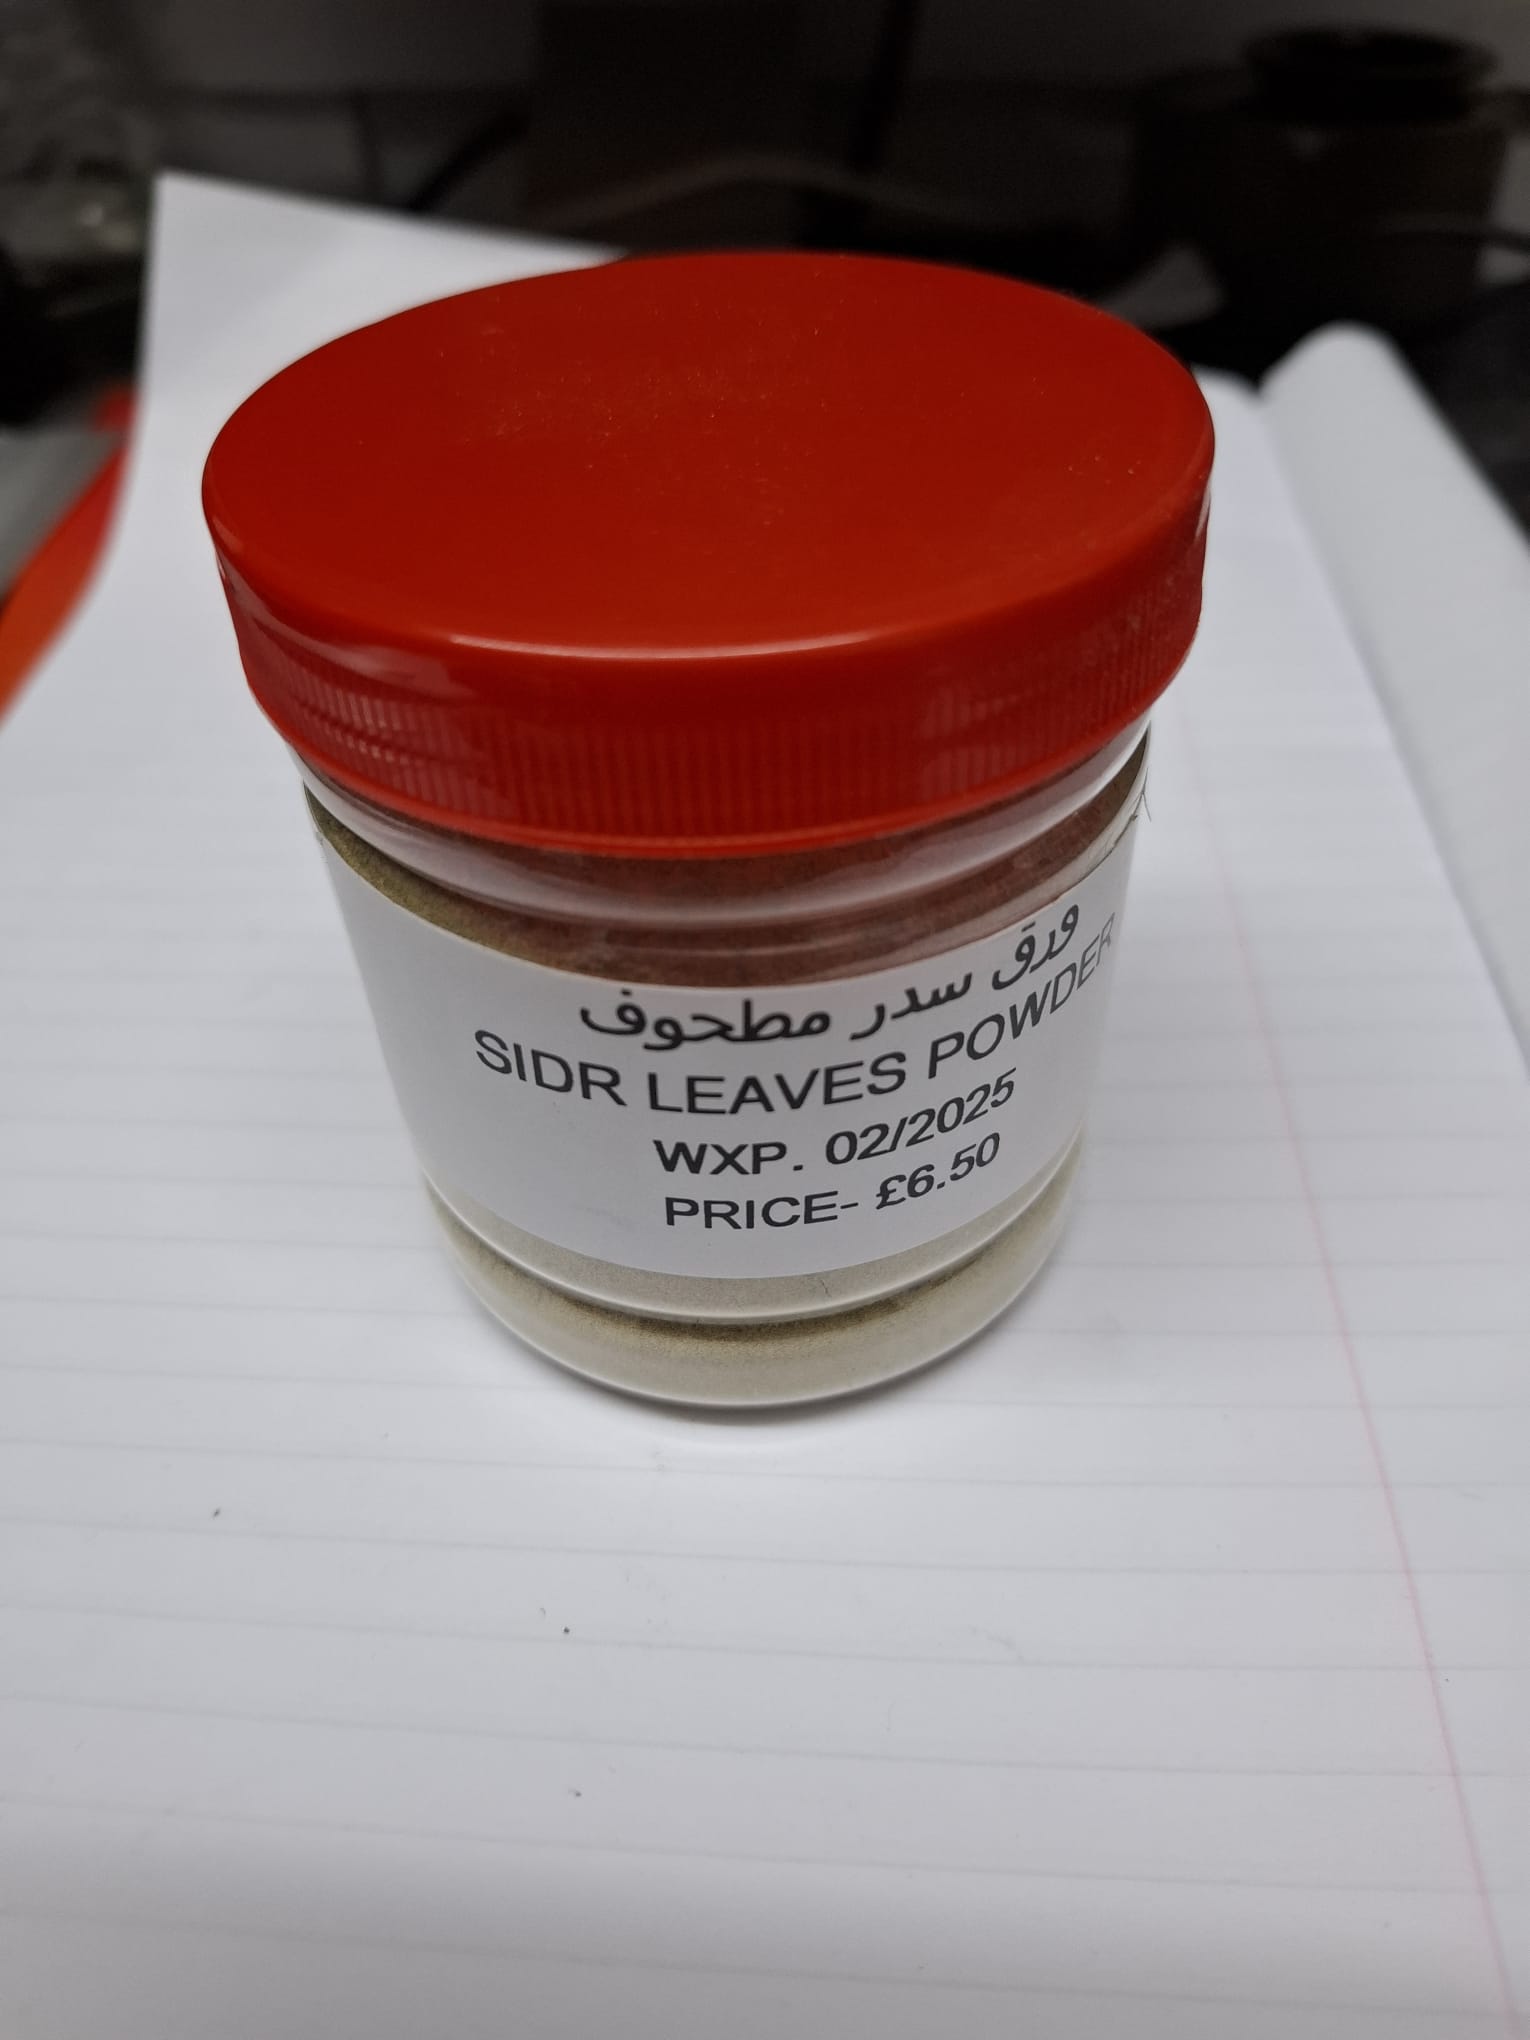 ورق سدر مطحوف
SIDR LEAVES POWDER
WXP. 02/2025
PRICE- £6.50